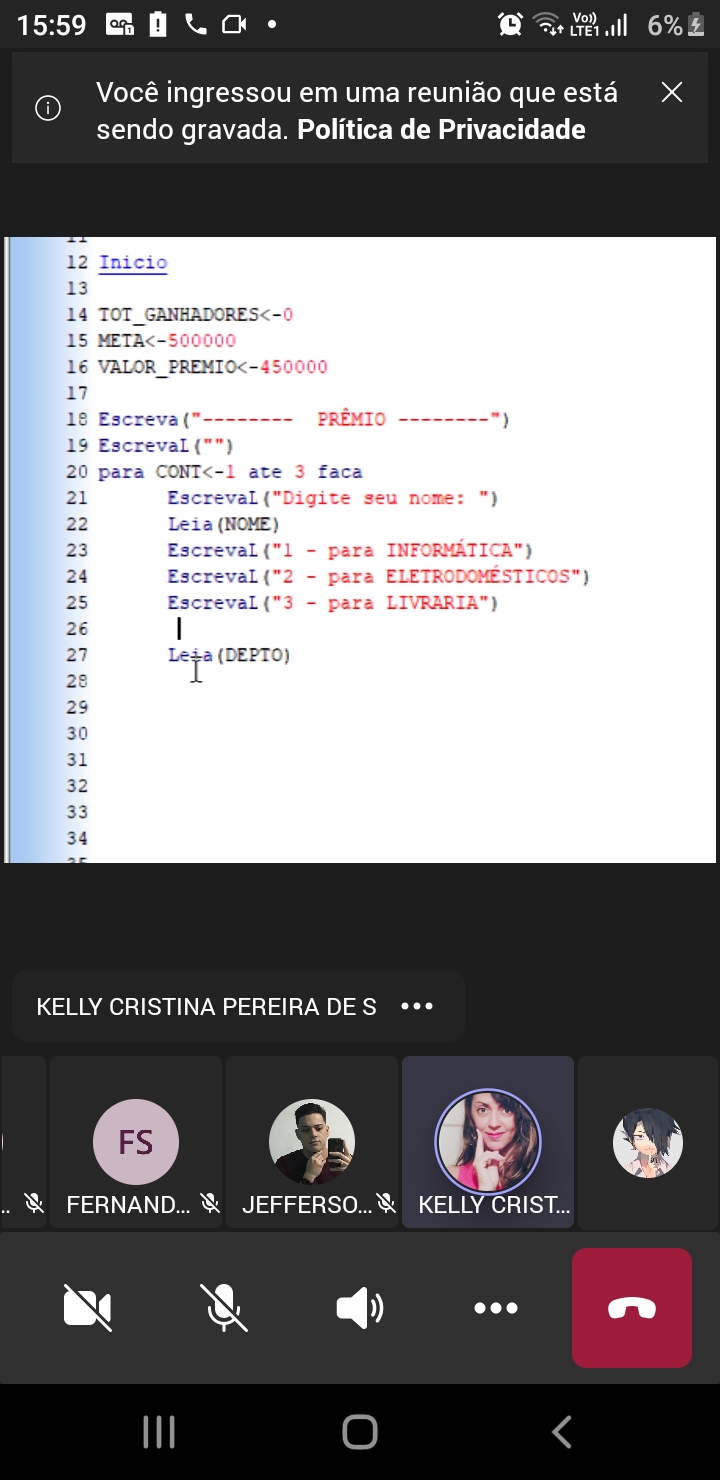 15:59
Vo)) LTE1 6%
Você ingressou em uma reunião que está
sendo gravada. Política de Privacidade
12 Inicio
13
14 TOT_GANHADORES<-0
15 META<-500000
16 VALOR_PREMIO<-450000
17
18 Escreva("--------  PRÊMIO --------")
19 EscrevaL("")
20 para CONT<-1 ate 3 faca
21 EscrevaL("Digite seu nome: ")
22 Leia(NOME)
23 EscrevaL("1 - para INFORMÁTICA")
24 EscrevaL("2 - para ELETRODOMÉSTICOS")
25 EscrevaL("3 - para LIVRARIA")
26
27 Leia(DEPTO)
28
29
30
31
32
33
34
KELLY CRISTINA PEREIRA DE S
FS
.. FERNAND... JEFFERSO... KELLY CRIST...